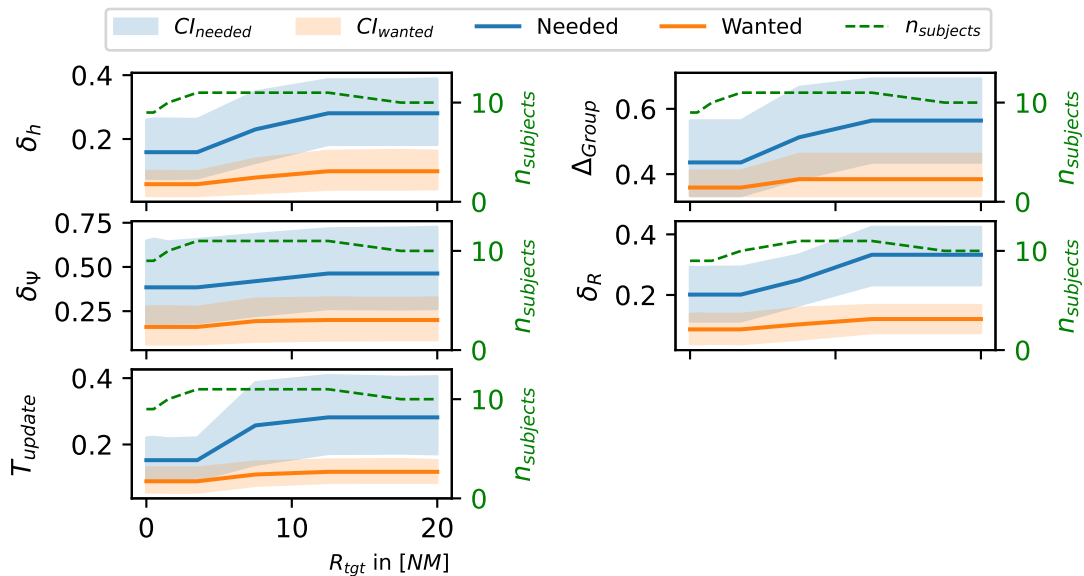 CI_needed CI_wanted Needed Wanted n_subjects
0.4
0.2
δ_h
10
0
n_subjects
0.6
0.4
Δ_Group
10
0
n_subjects
0.75
0.50
0.25
δ_Ψ
10
0
n_subjects
0.4
0.2
δ_R
10
0
n_subjects
0.4
0.2
T_update
10
0
n_subjects
0 10 20
R_tgt in [NM]